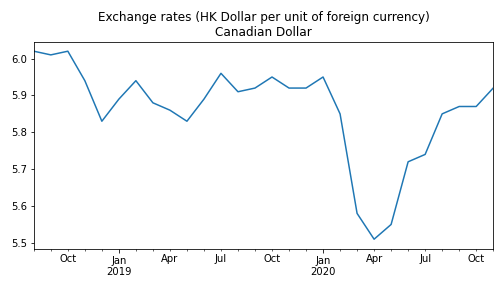 Exchange rates (HK Dollar per unit of foreign currency)
Canadian Dollar
6.0
5.9
5.8
5.7
5.6
5.5
Oct Jan Apr Jul Oct Jan Apr Jul Oct
2019 2020